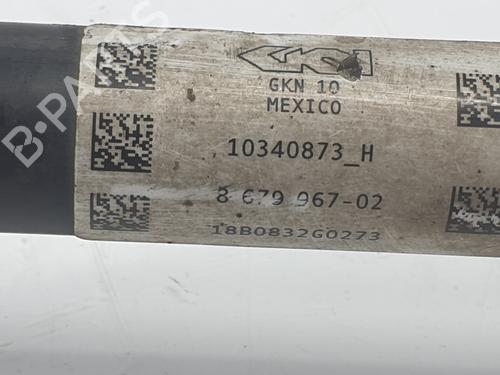 GKN
GKN 10
MEXICO
10340873_H
8 679 967-02
18B0832G0273
B-PARTS